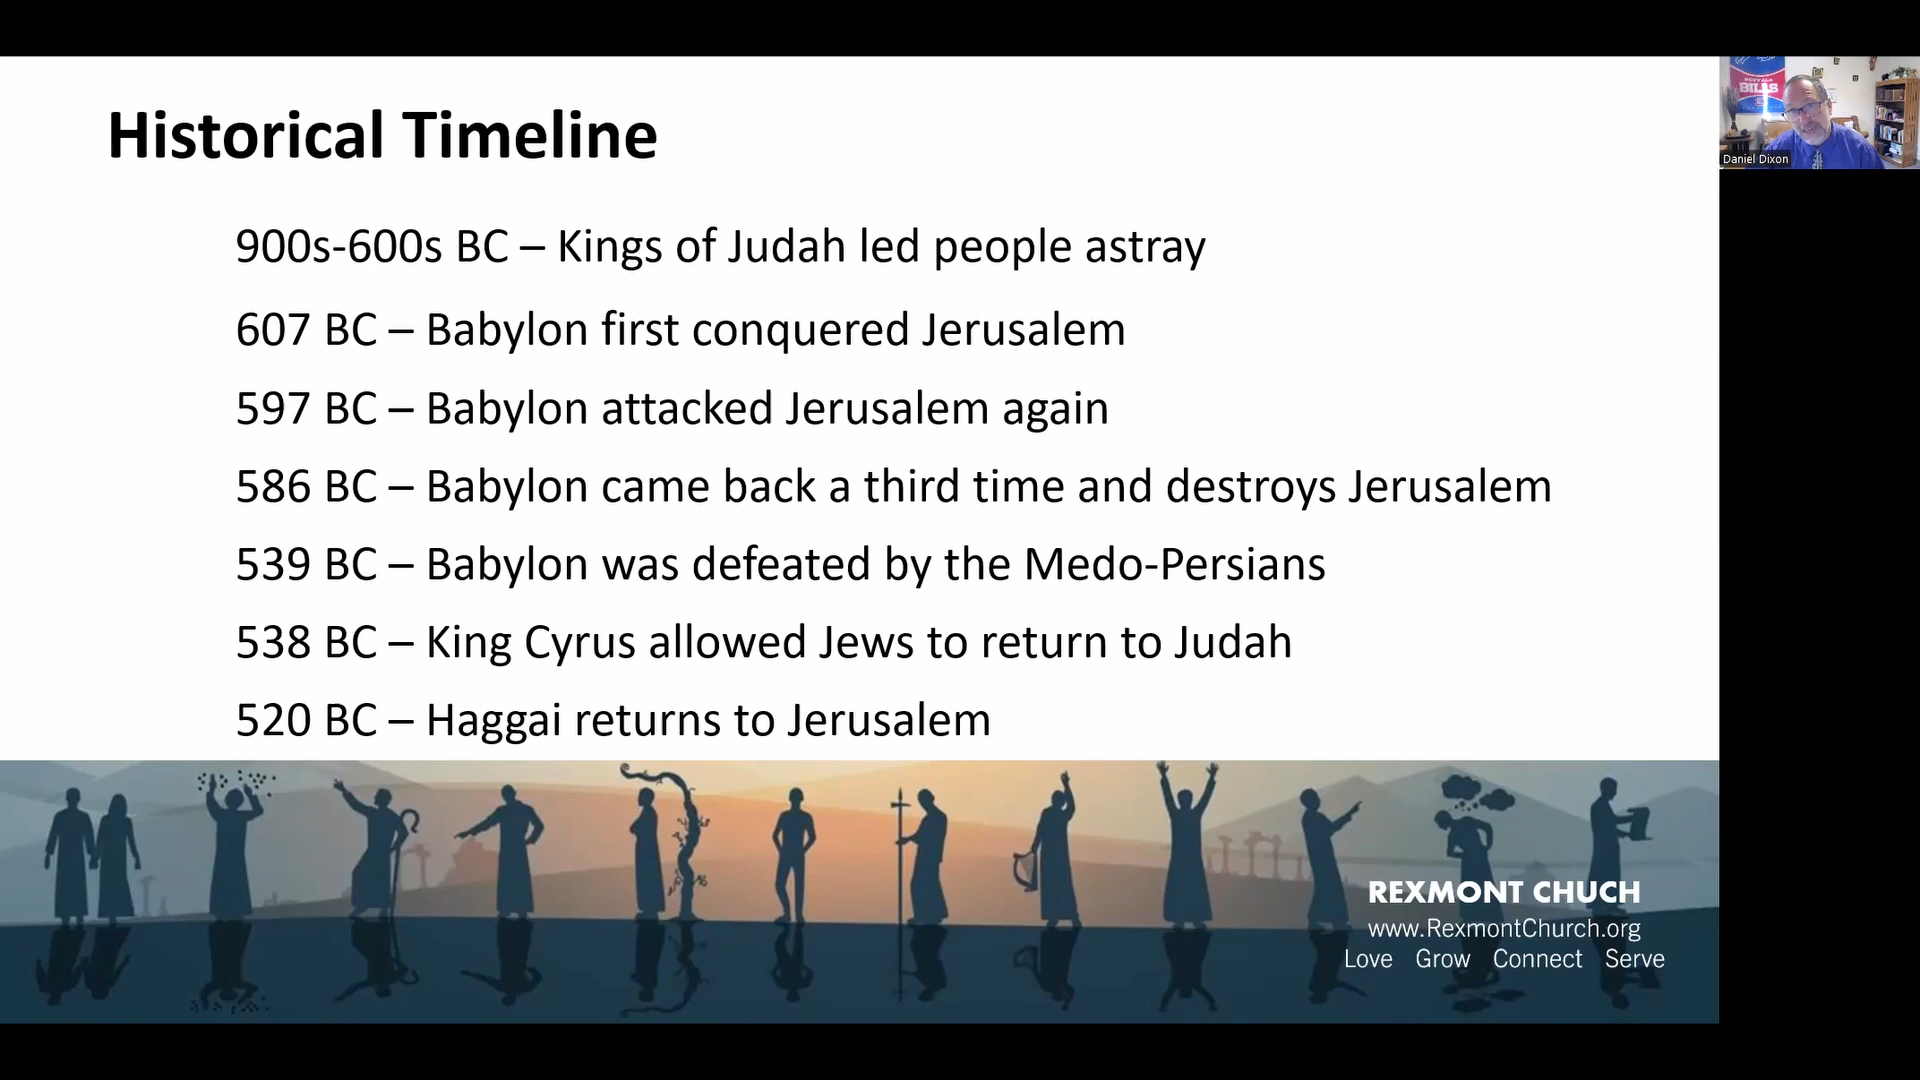 Historical Timeline
900s-600s BC – Kings of Judah led people astray
607 BC – Babylon first conquered Jerusalem
597 BC – Babylon attacked Jerusalem again
586 BC – Babylon came back a third time and destroys Jerusalem
539 BC – Babylon was defeated by the Medo-Persians
538 BC – King Cyrus allowed Jews to return to Judah
520 BC – Haggai returns to Jerusalem
REXMONT CHUCH
www.RexmontChurch.org
Love Grow Connect Serve
BUFFALO
BILLS
Daniel Dixon